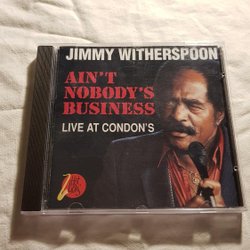 JIMMY WITHERSPOON
AIN'T
NOBODY'S
BUSINESS
LIVE AT CONDON'S